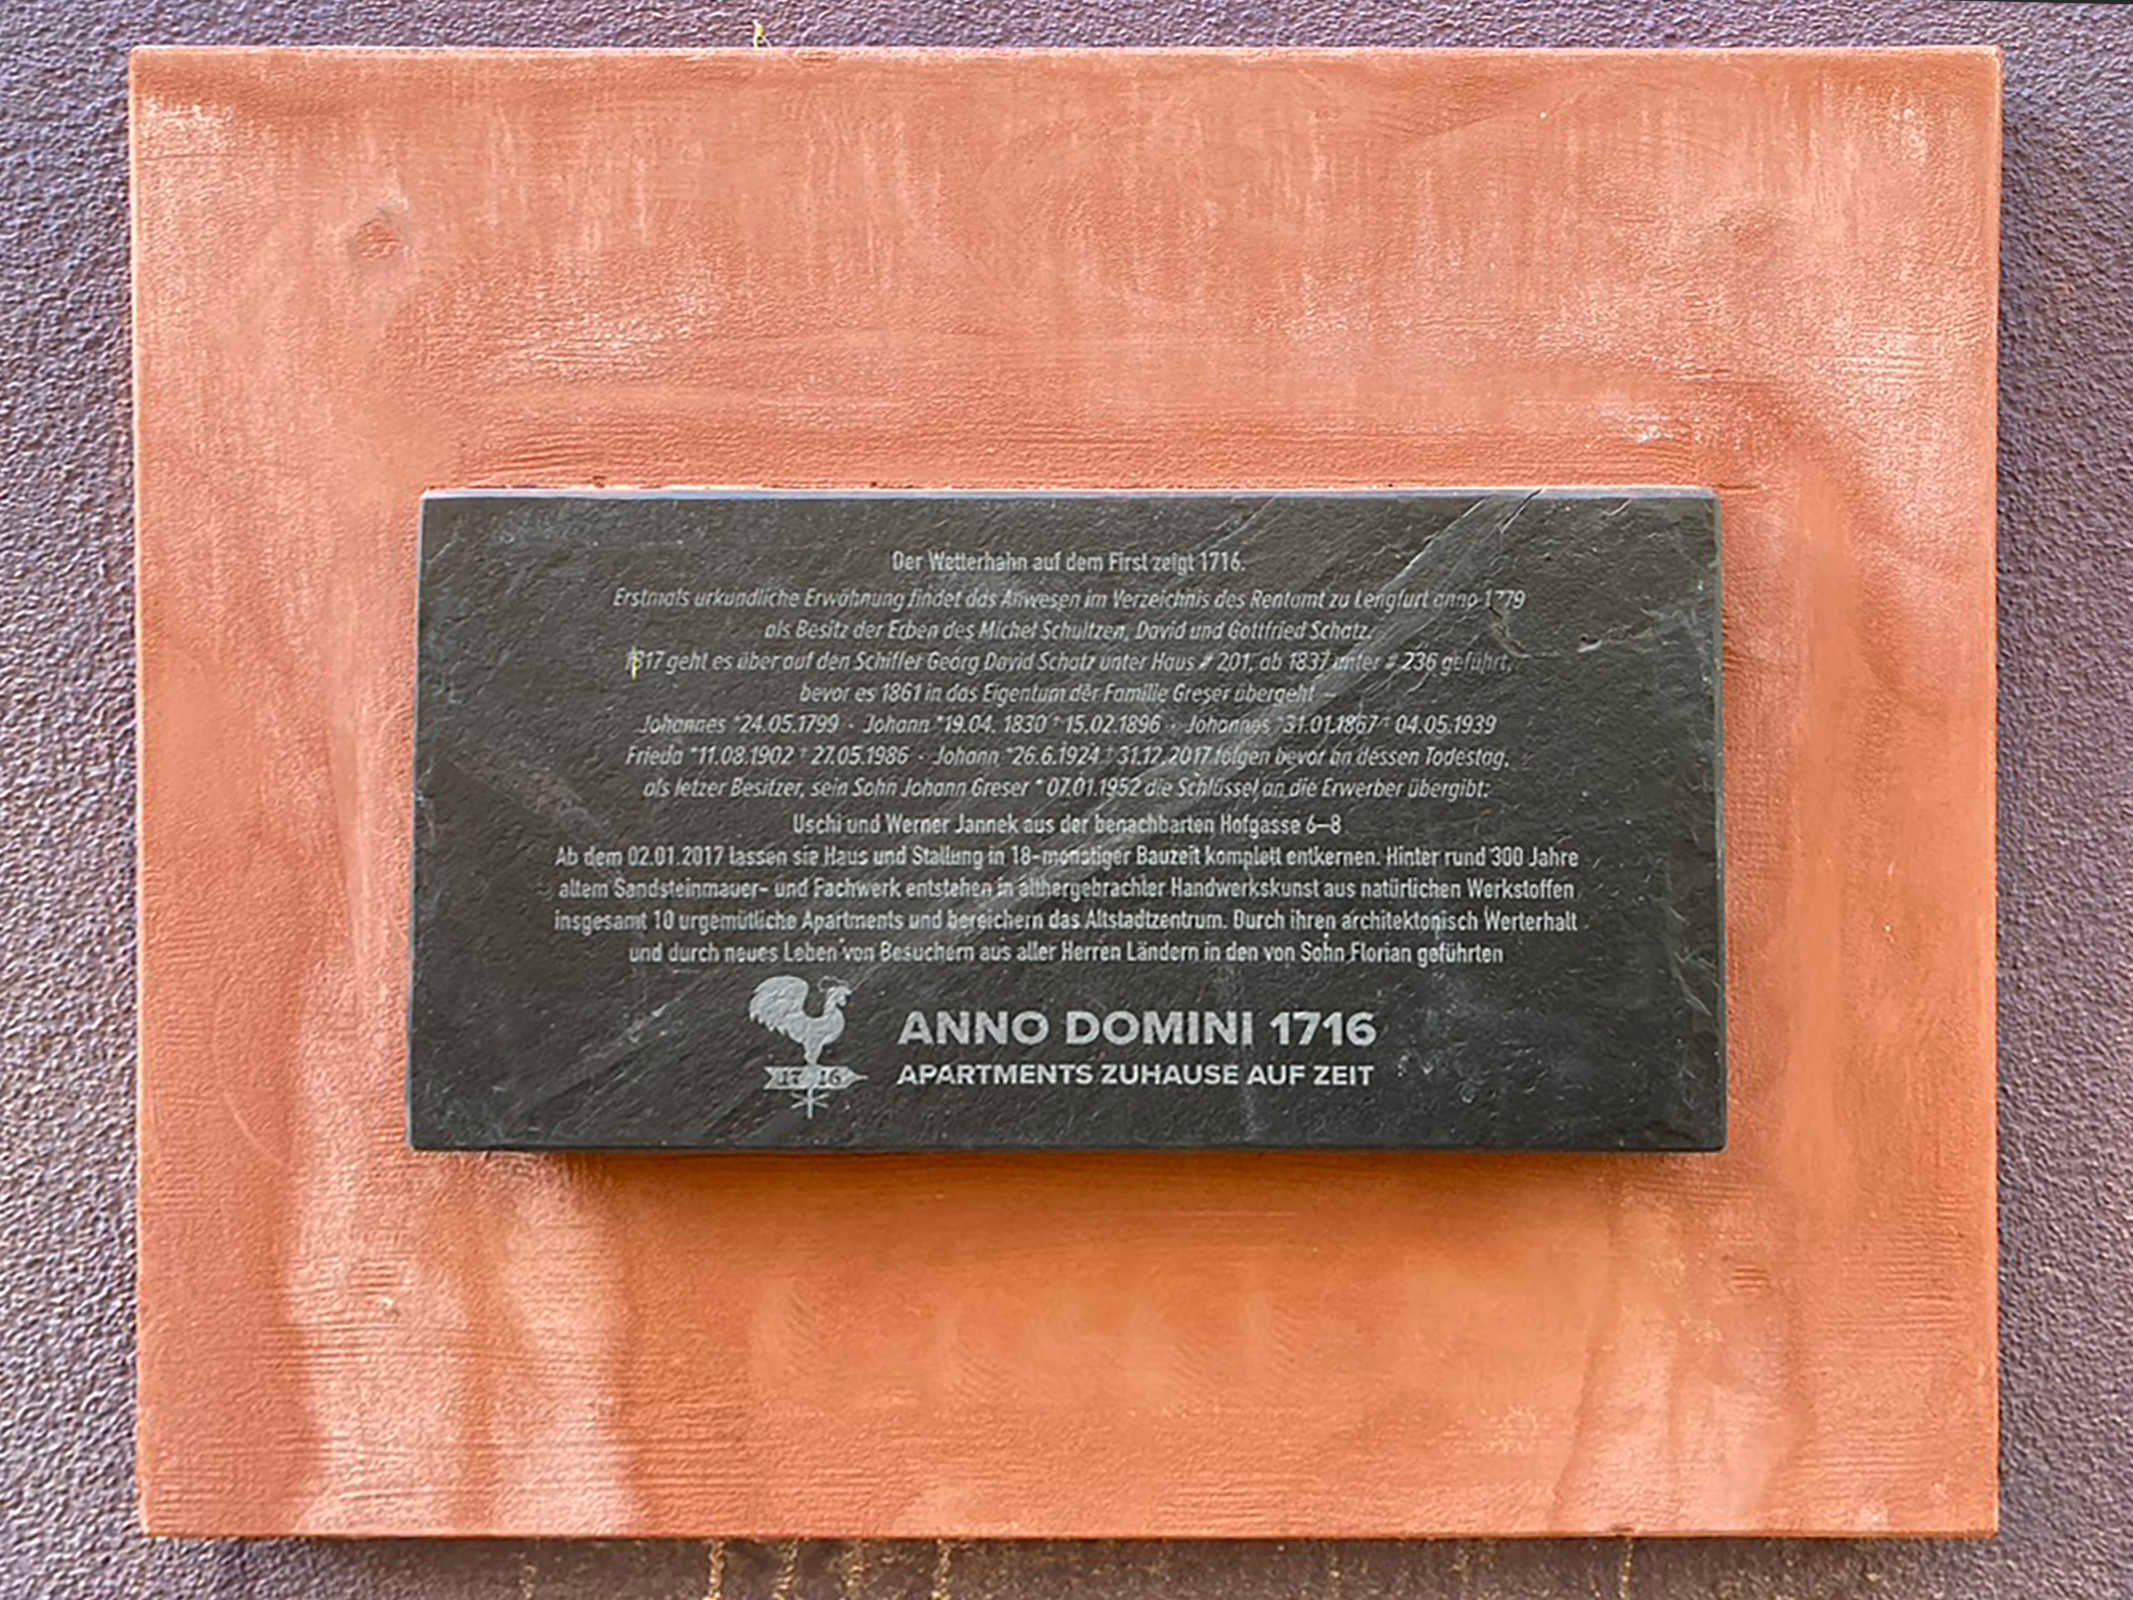 Der Wetterhahn auf dem First zeigt 1716.
Erstmals urkundliche Erwähnung findet das Anwesen im Verzeichnis des Rentamt zu Lengfurt anno 1779
als Besitz der Erben des Michel Schultzen, David und Gottfried Schatz.
1817 geht es über auf den Schiffer Georg David Schatz unter Haus # 201, ab 1837 unter # 236 geführt,
bevor es 1861 in das Eigentum der Familie Greser übergeht –
Johannes *24.05.1799 · Johann *19.04. 1830 † 15.02.1896 · Johannes *31.01.1867 † 04.05.1939
Frieda *11.08.1902 † 27.05.1986 · Johann *26.6.1924 † 31.12.2017 folgen bevor an dessen Todestag,
als letzer Besitzer, sein Sohn Johann Greser * 07.01.1952 die Schlüssel an die Erwerber übergibt:
Uschi und Werner Jannek aus der benachbarten Hofgasse 6–8
Ab dem 02.01.2017 lassen sie Haus und Stallung in 18-monatiger Bauzeit komplett entkernen. Hinter rund 300 Jahre
altem Sandsteinmauer- und Fachwerk entstehen in althergebrachter Handwerkskunst aus natürlichen Werkstoffen
insgesamt 10 urgemütliche Apartments und bereichern das Altstadtzentrum. Durch ihren architektonisch Werterhalt
und durch neues Leben von Besuchern aus aller Herren Ländern in den von Sohn Florian geführten
ANNO DOMINI 1716
17 16 APARTMENTS ZUHAUSE AUF ZEIT